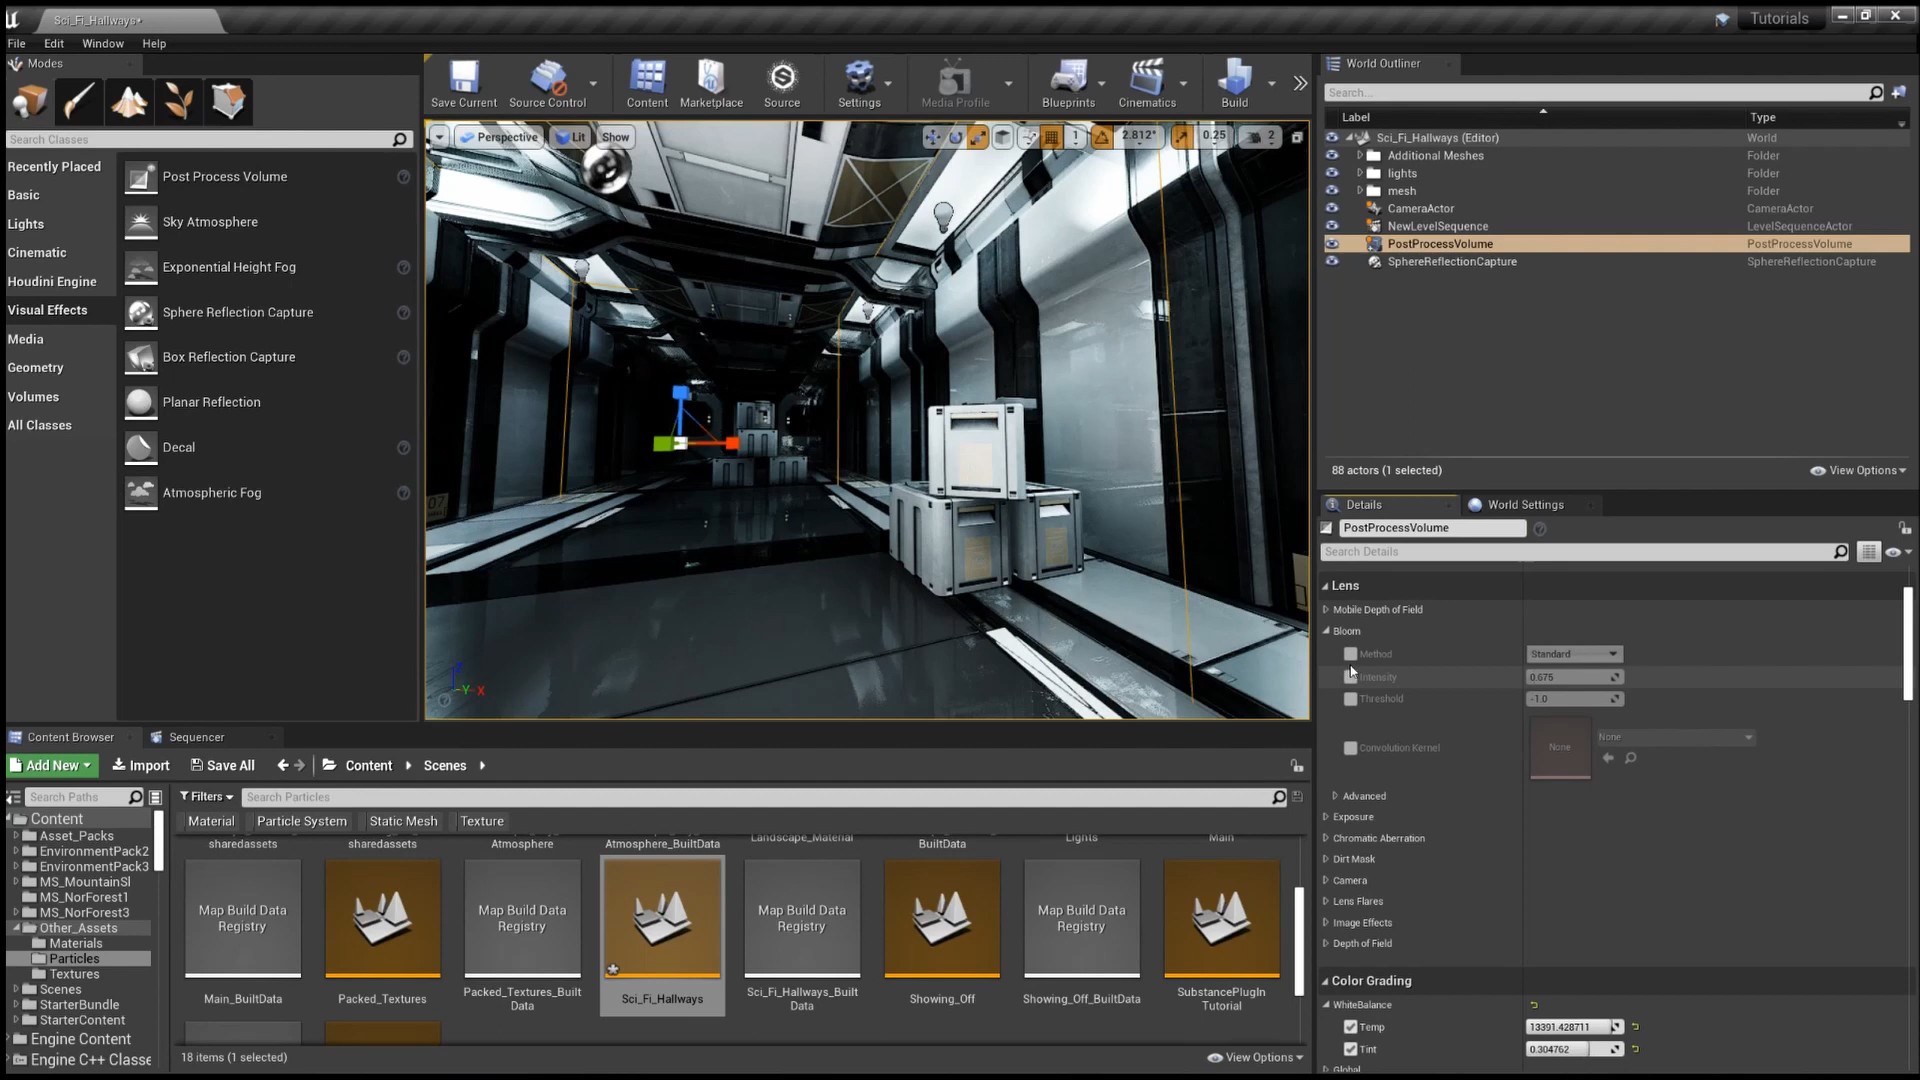 Sci_Fi_Hallways•
Tutorials
File Edit Window Help
Modes
Search Classes
Recently Placed
Basic
Lights
Cinematic
Houdini Engine
Visual Effects
Media
Geometry
Volumes
All Classes
Post Process Volume
Sky Atmosphere
Exponential Height Fog
Sphere Reflection Capture
Box Reflection Capture
Planar Reflection
Decal
Atmospheric Fog
Save Current
Source Control
Content
Marketplace
Source
Settings
Media Profile
Blueprints
Cinematics
Build
Perspective Lit Show
1 2.812° 0.25 2
07
Z
Y X
World Outliner
Search...
Label Type
Sci_Fi_Hallways (Editor) World
Additional Meshes Folder
lights Folder
mesh Folder
CameraActor CameraActor
NewLevelSequence LevelSequenceActor
PostProcessVolume PostProcessVolume
SphereReflectionCapture SphereReflectionCapture
88 actors (1 selected) View Options
Details World Settings
PostProcessVolume
Search Details
Lens
Mobile Depth of Field
Bloom
Method Standard
Intensity 0.675
Threshold -1.0
Convolution Kernel None None
Advanced
Exposure
Chromatic Aberration
Dirt Mask
Camera
Lens Flares
Image Effects
Depth of Field
Color Grading
WhiteBalance
Temp 13391.428711
Tint 0.304762
Global
Content Browser Sequencer
Add New Import Save All Content Scenes
Search Paths
Filters Search Particles
Material Particle System Static Mesh Texture
Content
Asset_Packs
EnvironmentPack2
EnvironmentPack3
MS_MountainSl
MS_NorForest1
MS_NorForest3
Other_Assets
Materials
Particles
Textures
Scenes
StarterBundle
StarterContent
Engine Content
Engine C++ Classe
sharedassets
sharedassets
Atmosphere
Atmosphere_BuiltData
Landscape_Material
BuiltData
Lights
Main
Map Build Data
Registry
Main_BuiltData
Packed_Textures
Map Build Data
Registry
Packed_Textures_Built
Data
Sci_Fi_Hallways
Map Build Data
Registry
Sci_Fi_Hallways_Built
Data
Showing_Off
Map Build Data
Registry
Showing_Off_BuiltData
SubstancePlugIn
Tutorial
18 items (1 selected) View Options